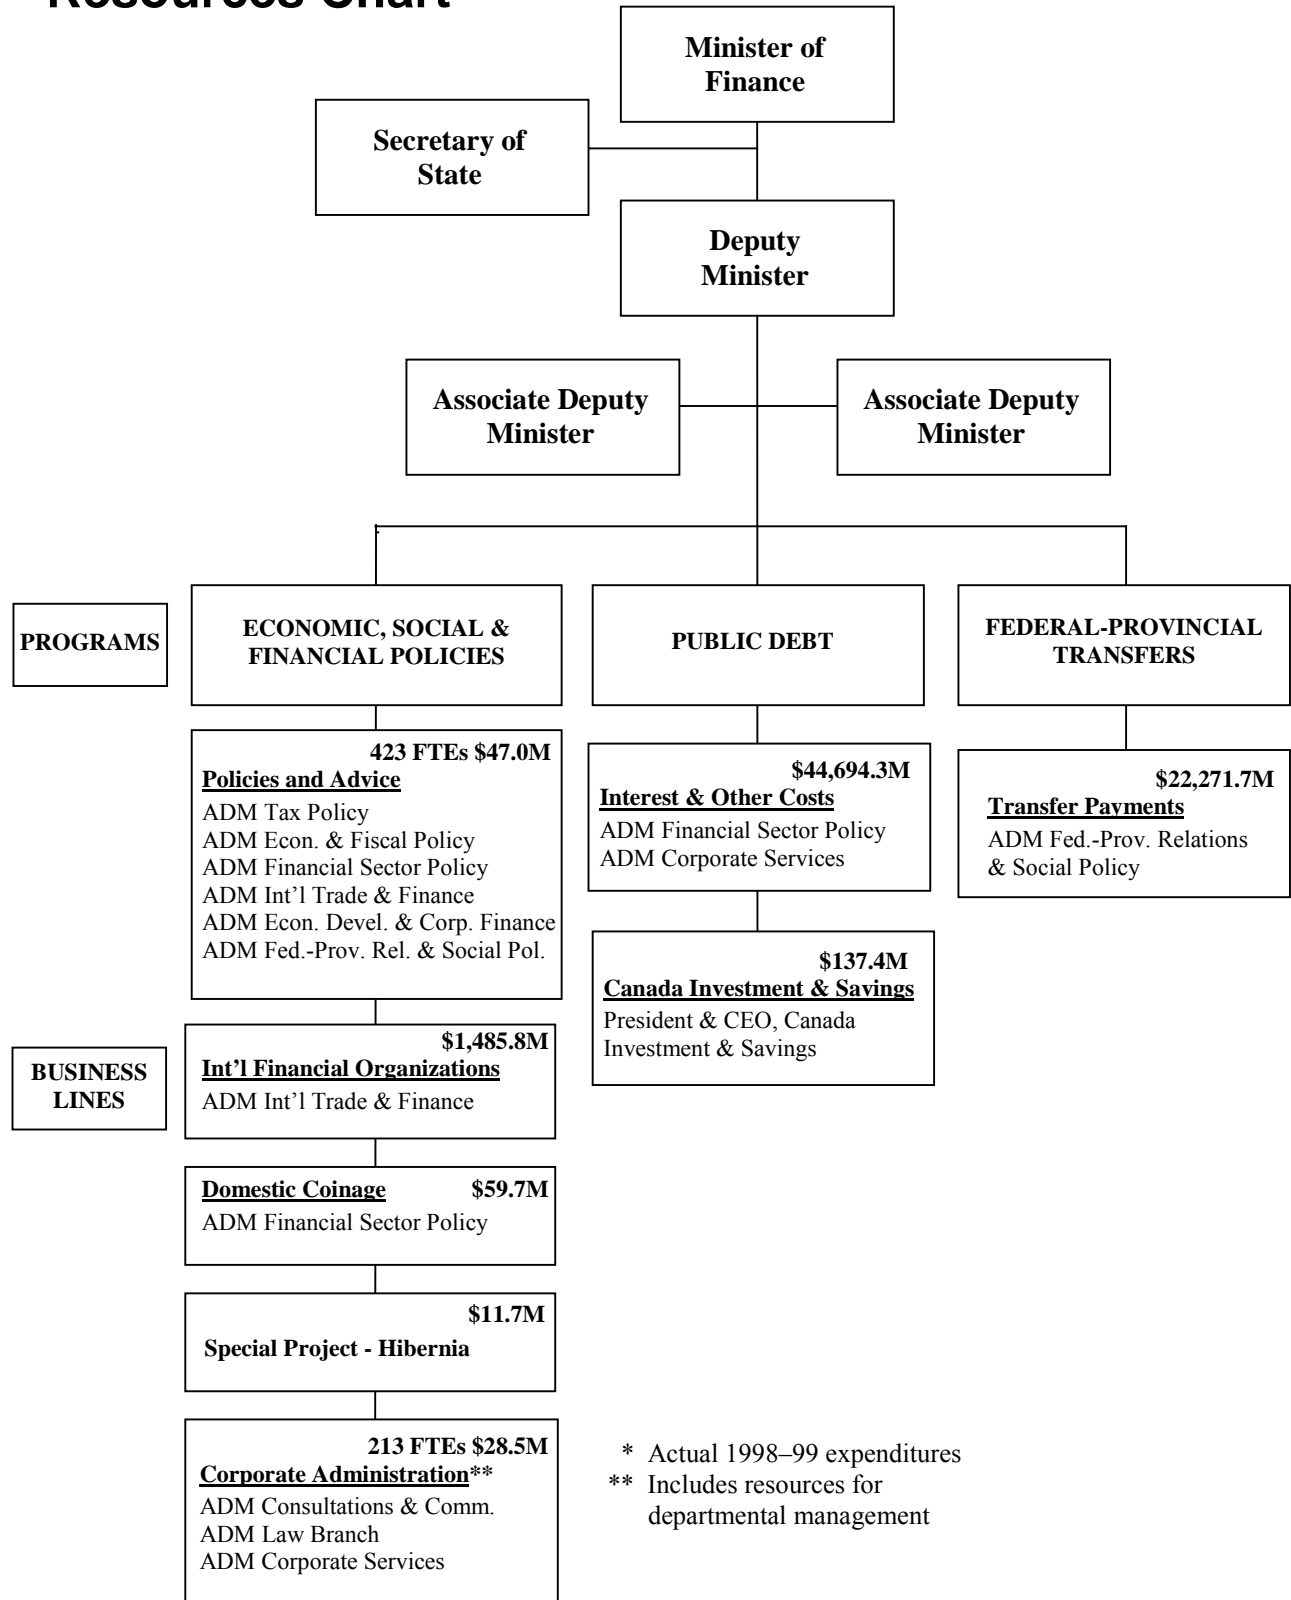 Resources Chart
Minister of
Finance
Secretary of
State
Deputy
Minister
Associate Deputy
Minister
Associate Deputy
Minister
PROGRAMS
ECONOMIC, SOCIAL &
FINANCIAL POLICIES
PUBLIC DEBT
FEDERAL-PROVINCIAL
TRANSFERS
423 FTEs $47.0M
Policies and Advice
ADM Tax Policy
ADM Econ. & Fiscal Policy
ADM Financial Sector Policy
ADM Int’l Trade & Finance
ADM Econ. Devel. & Corp. Finance
ADM Fed.-Prov. Rel. & Social Pol.
$44,694.3M
Interest & Other Costs
ADM Financial Sector Policy
ADM Corporate Services
$22,271.7M
Transfer Payments
ADM Fed.-Prov. Relations
& Social Policy
$137.4M
Canada Investment & Savings
President & CEO, Canada
Investment & Savings
BUSINESS
LINES
$1,485.8M
Int’l Financial Organizations
ADM Int’l Trade & Finance
Domestic Coinage $59.7M
ADM Financial Sector Policy
$11.7M
Special Project - Hibernia
213 FTEs $28.5M
Corporate Administration**
ADM Consultations & Comm.
ADM Law Branch
ADM Corporate Services
* Actual 1998–99 expenditures
** Includes resources for
departmental management